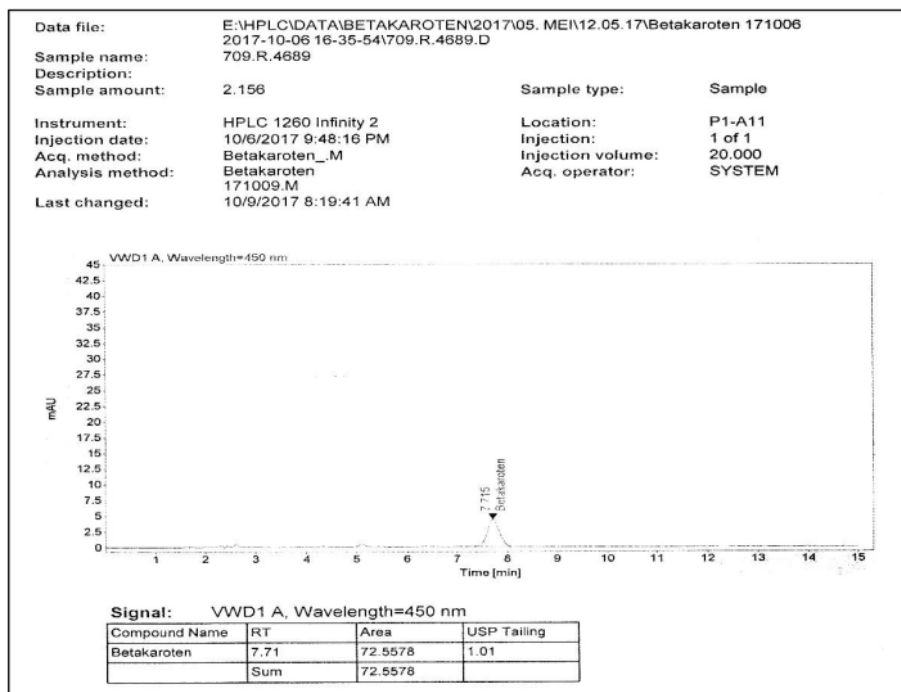 Data file: E:\HPLC\DATA\BETAKAROTEN\2017\05. MEI\12.05.17\Betakaroten 171006
2017-10-06 16-35-54\709.R.4689.D
Sample name: 709.R.4689
Description:
Sample amount: 2.156 Sample type: Sample
Instrument: HPLC 1260 Infinity 2 Location: P1-A11
Injection date: 10/6/2017 9:48:16 PM Injection: 1 of 1
Acq. method: Betakaroten_.M Injection volume: 20.000
Analysis method: Betakaroten Acq. operator: SYSTEM
171009.M
Last changed: 10/9/2017 8:19:41 AM
VWD1 A, Wavelength=450 nm
45
42.5
40
37.5
35
32.5
30
27.5
25
22.5
20
17.5
15
12.5
10
7.5
5
2.5
0
mAU
7.715
Betakaroten
1 2 3 4 5 6 7 8 9 10 11 12 13 14 15
Time [min]
Signal: VWD1 A, Wavelength=450 nm
Compound Name RT Area USP Tailing
Betakaroten 7.71 72.5578 1.01
Sum 72.5578